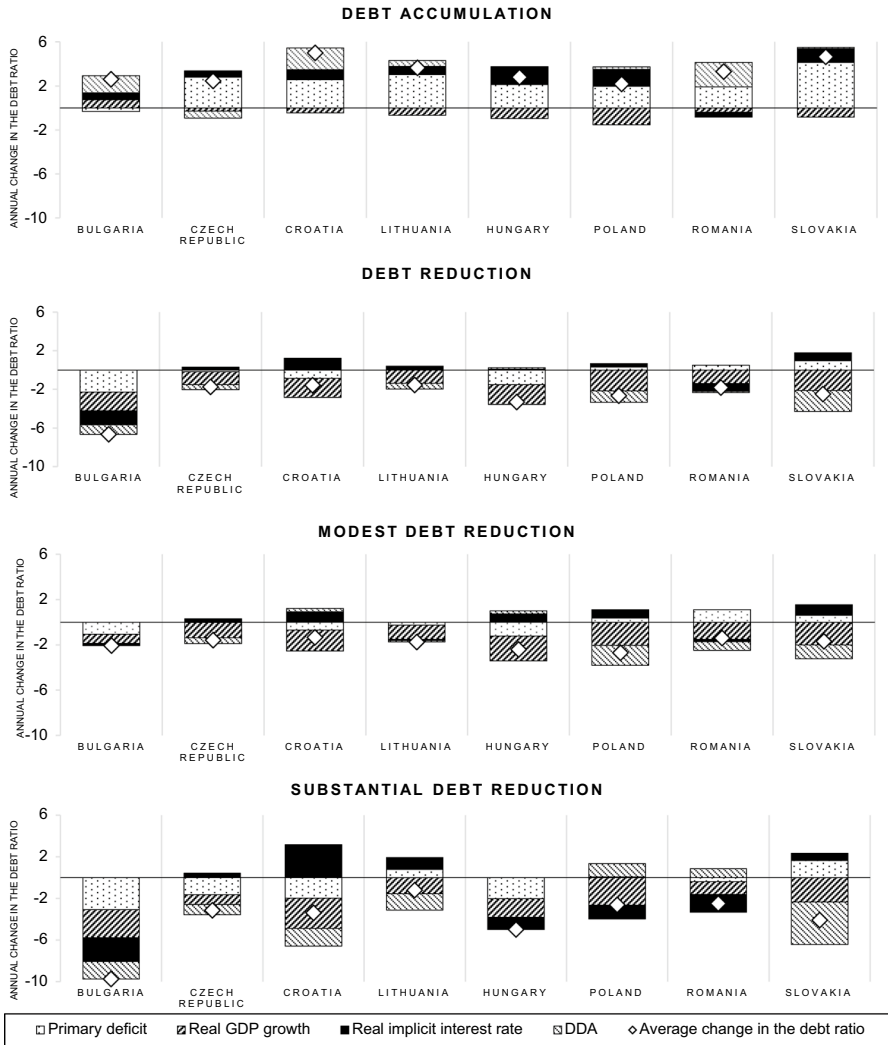 DEBT ACCUMULATION
ANNUAL CHANGE IN THE DEBT RATIO
6
2
-2
-6
-10
BULGARIA
CZECH
REPUBLIC
CROATIA
LITHUANIA
HUNGARY
POLAND
ROMANIA
SLOVAKIA
DEBT REDUCTION
ANNUAL CHANGE IN THE DEBT RATIO
6
2
-2
-6
-10
BULGARIA
CZECH
REPUBLIC
CROATIA
LITHUANIA
HUNGARY
POLAND
ROMANIA
SLOVAKIA
MODEST DEBT REDUCTION
ANNUAL CHANGE IN THE DEBT RATIO
6
2
-2
-6
-10
BULGARIA
CZECH
REPUBLIC
CROATIA
LITHUANIA
HUNGARY
POLAND
ROMANIA
SLOVAKIA
SUBSTANTIAL DEBT REDUCTION
ANNUAL CHANGE IN THE DEBT RATIO
6
2
-2
-6
-10
BULGARIA
CZECH
REPUBLIC
CROATIA
LITHUANIA
HUNGARY
POLAND
ROMANIA
SLOVAKIA
Primary deficit Real GDP growth Real implicit interest rate DDA Average change in the debt ratio